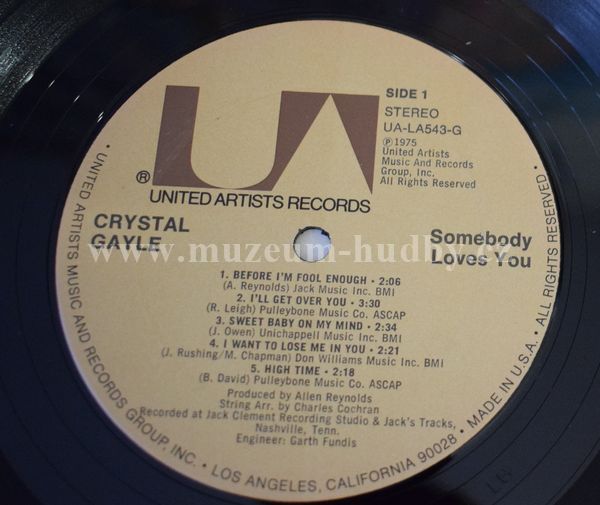 UA
SIDE 1
STEREO
UA-LA543-G
℗ 1975
United Artists
Music And Records
Group, Inc.
All Rights Reserved
®
UNITED ARTISTS RECORDS
CRYSTAL
GAYLE
Somebody
Loves You
www.muzeum-hudby.cz
1. BEFORE I'M FOOL ENOUGH • 2:06
(A. Reynolds) Jack Music Inc. BMI
2. I'LL GET OVER YOU • 3:30
(R. Leigh) Pulleybone Music Co. ASCAP
3. SWEET BABY ON MY MIND • 2:34
(J. Owen) Unichappell Music Inc. BMI
4. I WANT TO LOSE ME IN YOU • 2:21
(J. Rushing/M. Chapman) Don Williams Music Inc. BMI
5. HIGH TIME • 2:18
(B. David) Pulleybone Music Co. ASCAP
Produced by Allen Reynolds
String Arr. by Charles Cochran
Recorded at Jack Clement Recording Studio & Jack's Tracks,
Nashville, Tenn.
Engineer: Garth Fundis
• UNITED ARTISTS MUSIC AND RECORDS GROUP, INC. • LOS ANGELES, CALIFORNIA 90028 • MADE IN U.S.A. • ALL RIGHTS RESERVED •